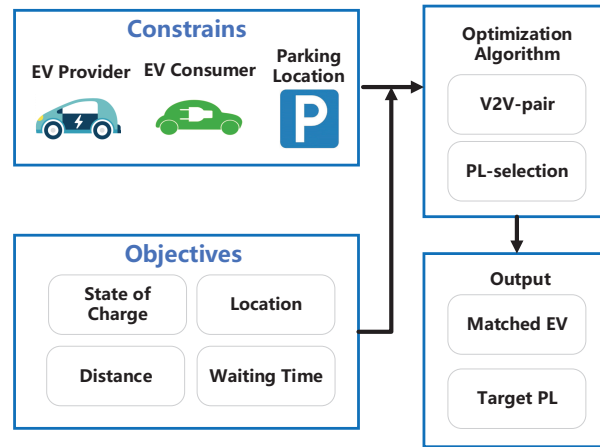 Constrains
EV Provider
EV Consumer
Parking
Location
P
Objectives
State of
Charge
Location
Distance
Waiting Time
Optimization
Algorithm
V2V-pair
PL-selection
Output
Matched EV
Target PL